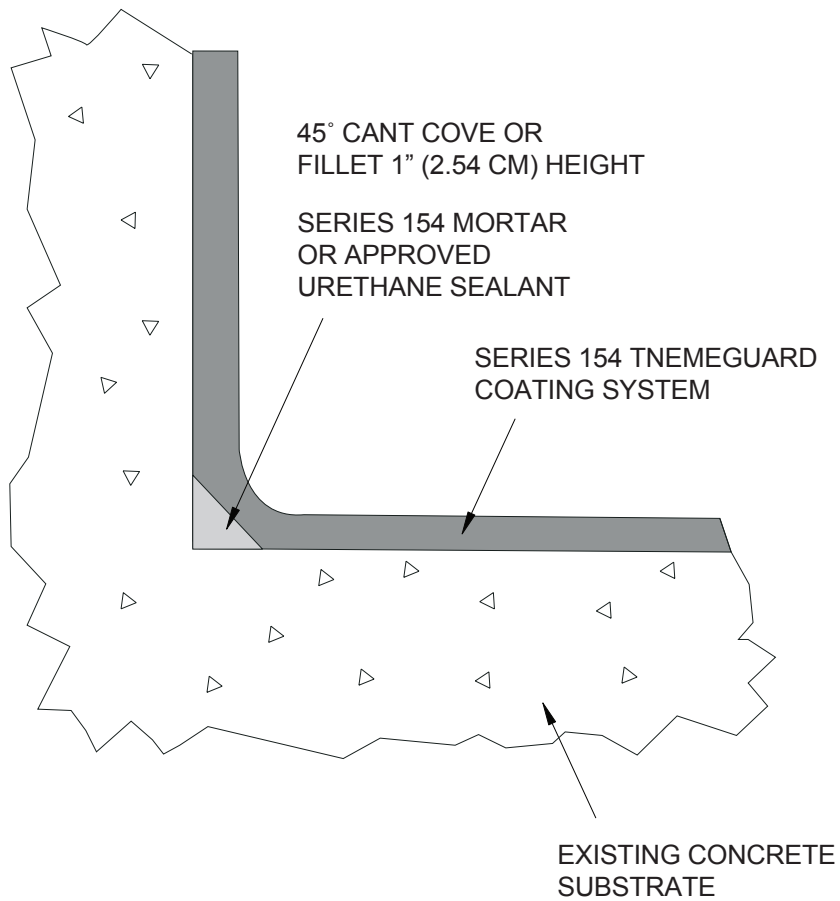 45˚ CANT COVE OR
FILLET 1” (2.54 CM) HEIGHT
SERIES 154 MORTAR
OR APPROVED
URETHANE SEALANT
SERIES 154 TNEMEGUARD
COATING SYSTEM
EXISTING CONCRETE
SUBSTRATE